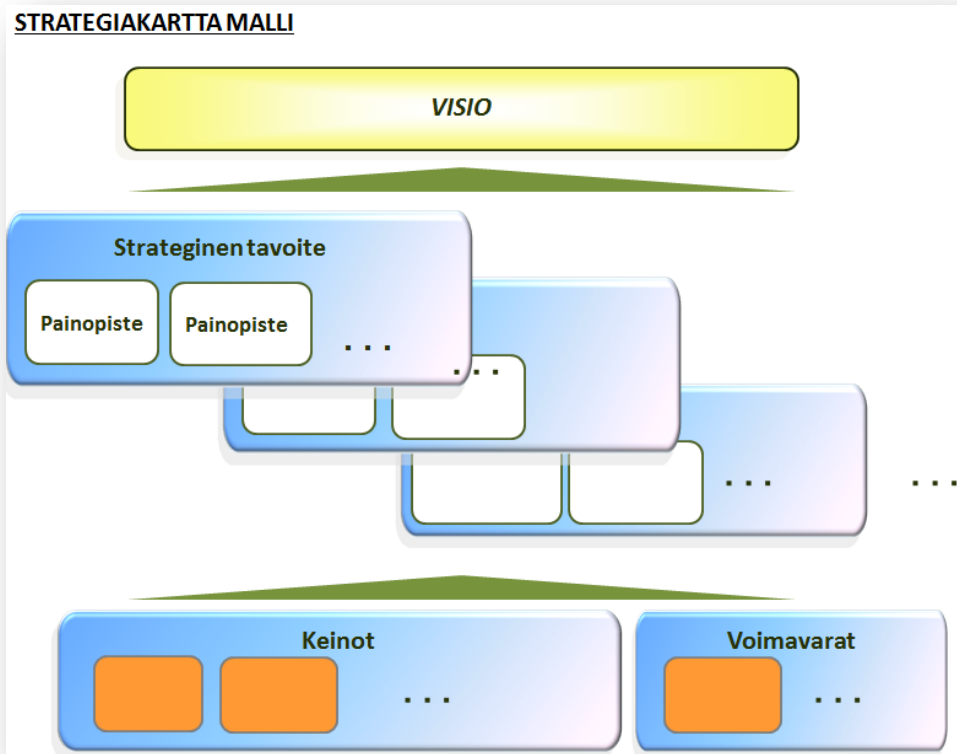 STRATEGIAKARTTA MALLI
VISIO
Strateginen tavoite
Painopiste
Painopiste
...
...
...
...
Keinot
...
Voimavarat
...